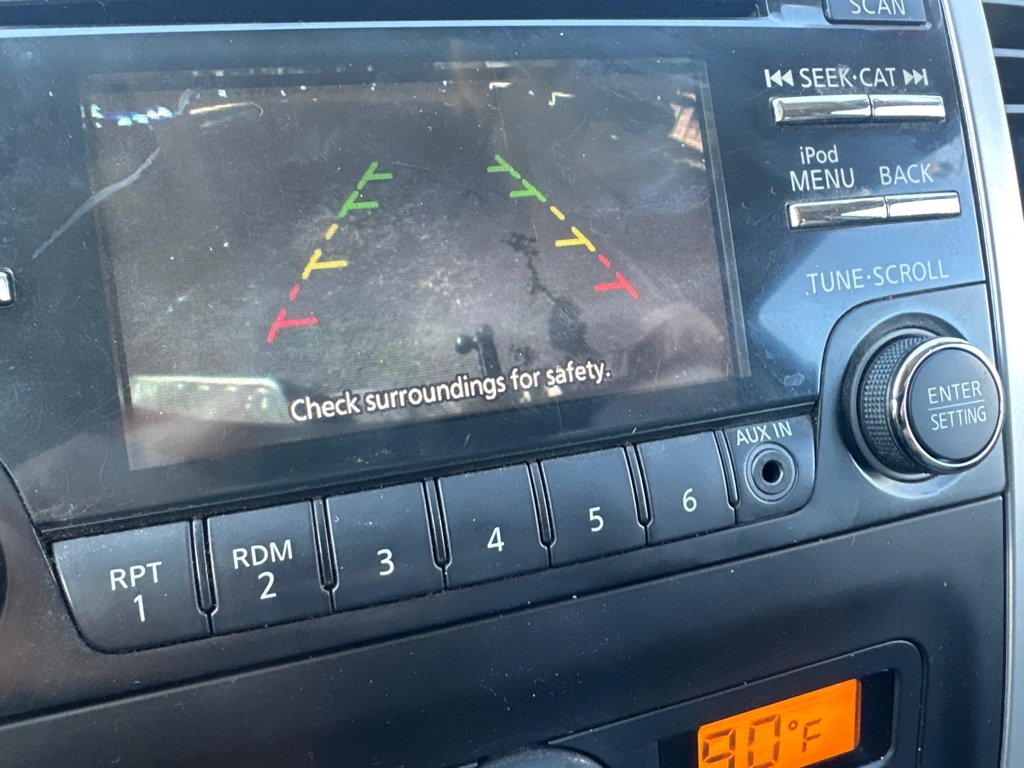 SCAN
SEEK·CAT
iPod
MENU BACK
TUNE·SCROLL
ENTER
SETTING
Check surroundings for safety.
AUX IN
RPT
1
RDM
2
3
4
5
6
90°F